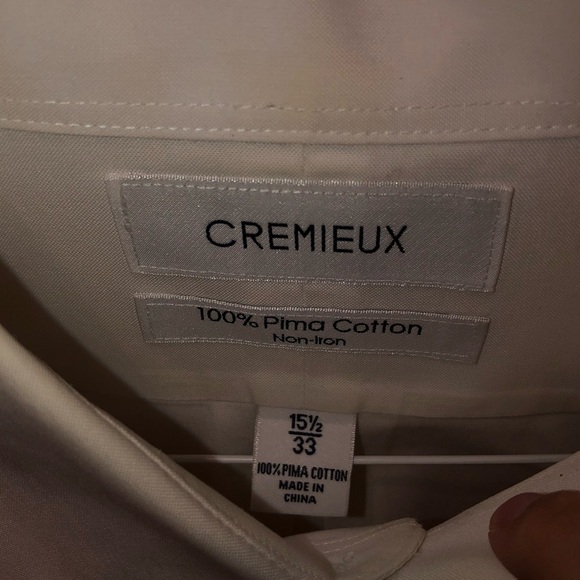 CREMIEUX
100% Pima Cotton
Non-Iron
15½
33
100% PIMA COTTON
MADE IN
CHINA